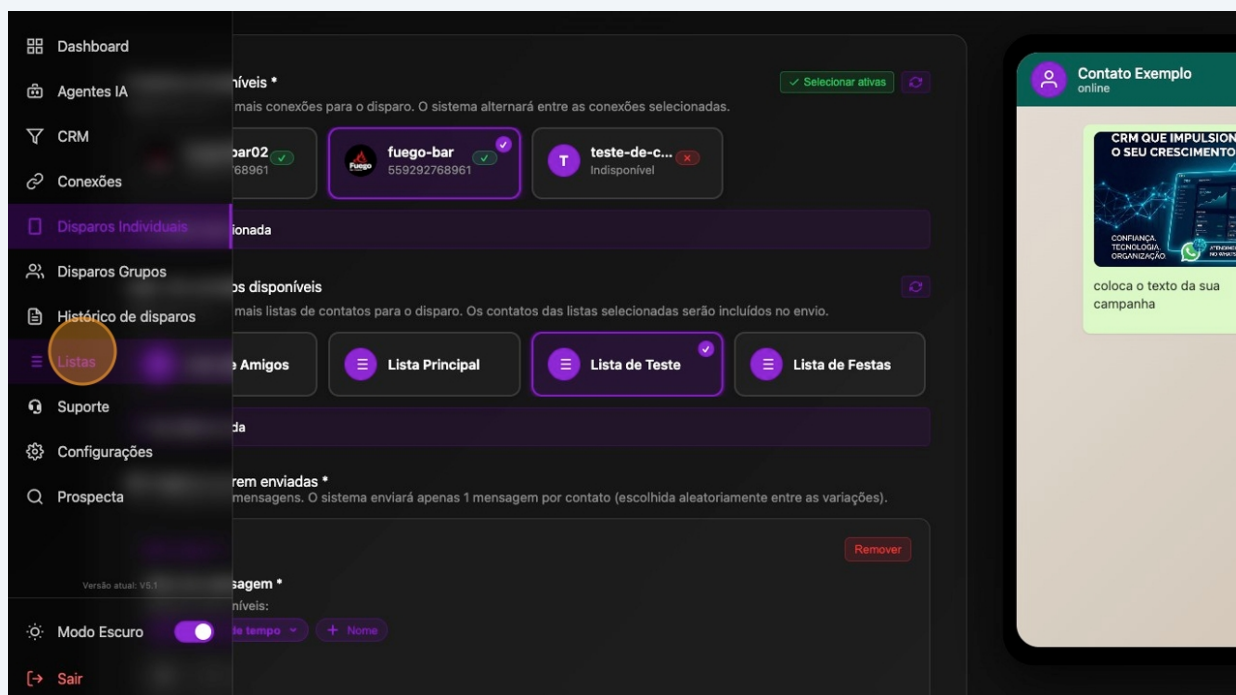 Dashboard
Agentes IA
CRM
Conexões
Disparos Individuais
Disparos Grupos
Histórico de disparos
Listas
Suporte
Configurações
Prospecta
Versão atual: V5.1
Modo Escuro
Sair
níveis *
Selecionar ativas
mais conexões para o disparo. O sistema alternará entre as conexões selecionadas.
bar02
768961
Fuego
fuego-bar
559292768961
T
teste-de-c...
Indisponível
ionada
os disponíveis
mais listas de contatos para o disparo. Os contatos das listas selecionadas serão incluídos no envio.
e Amigos
Lista Principal
Lista de Teste
Lista de Festas
da
rem enviadas *
mensagens. O sistema enviará apenas 1 mensagem por contato (escolhida aleatoriamente entre as variações).
Remover
sagem *
níveis:
de tempo
+ Nome
Contato Exemplo
online
CRM QUE IMPULSION
O SEU CRESCIMENTO
CONFIANÇA.
TECNOLOGIA.
ORGANIZAÇÃO.
NO WHATS
coloca o texto da sua
campanha